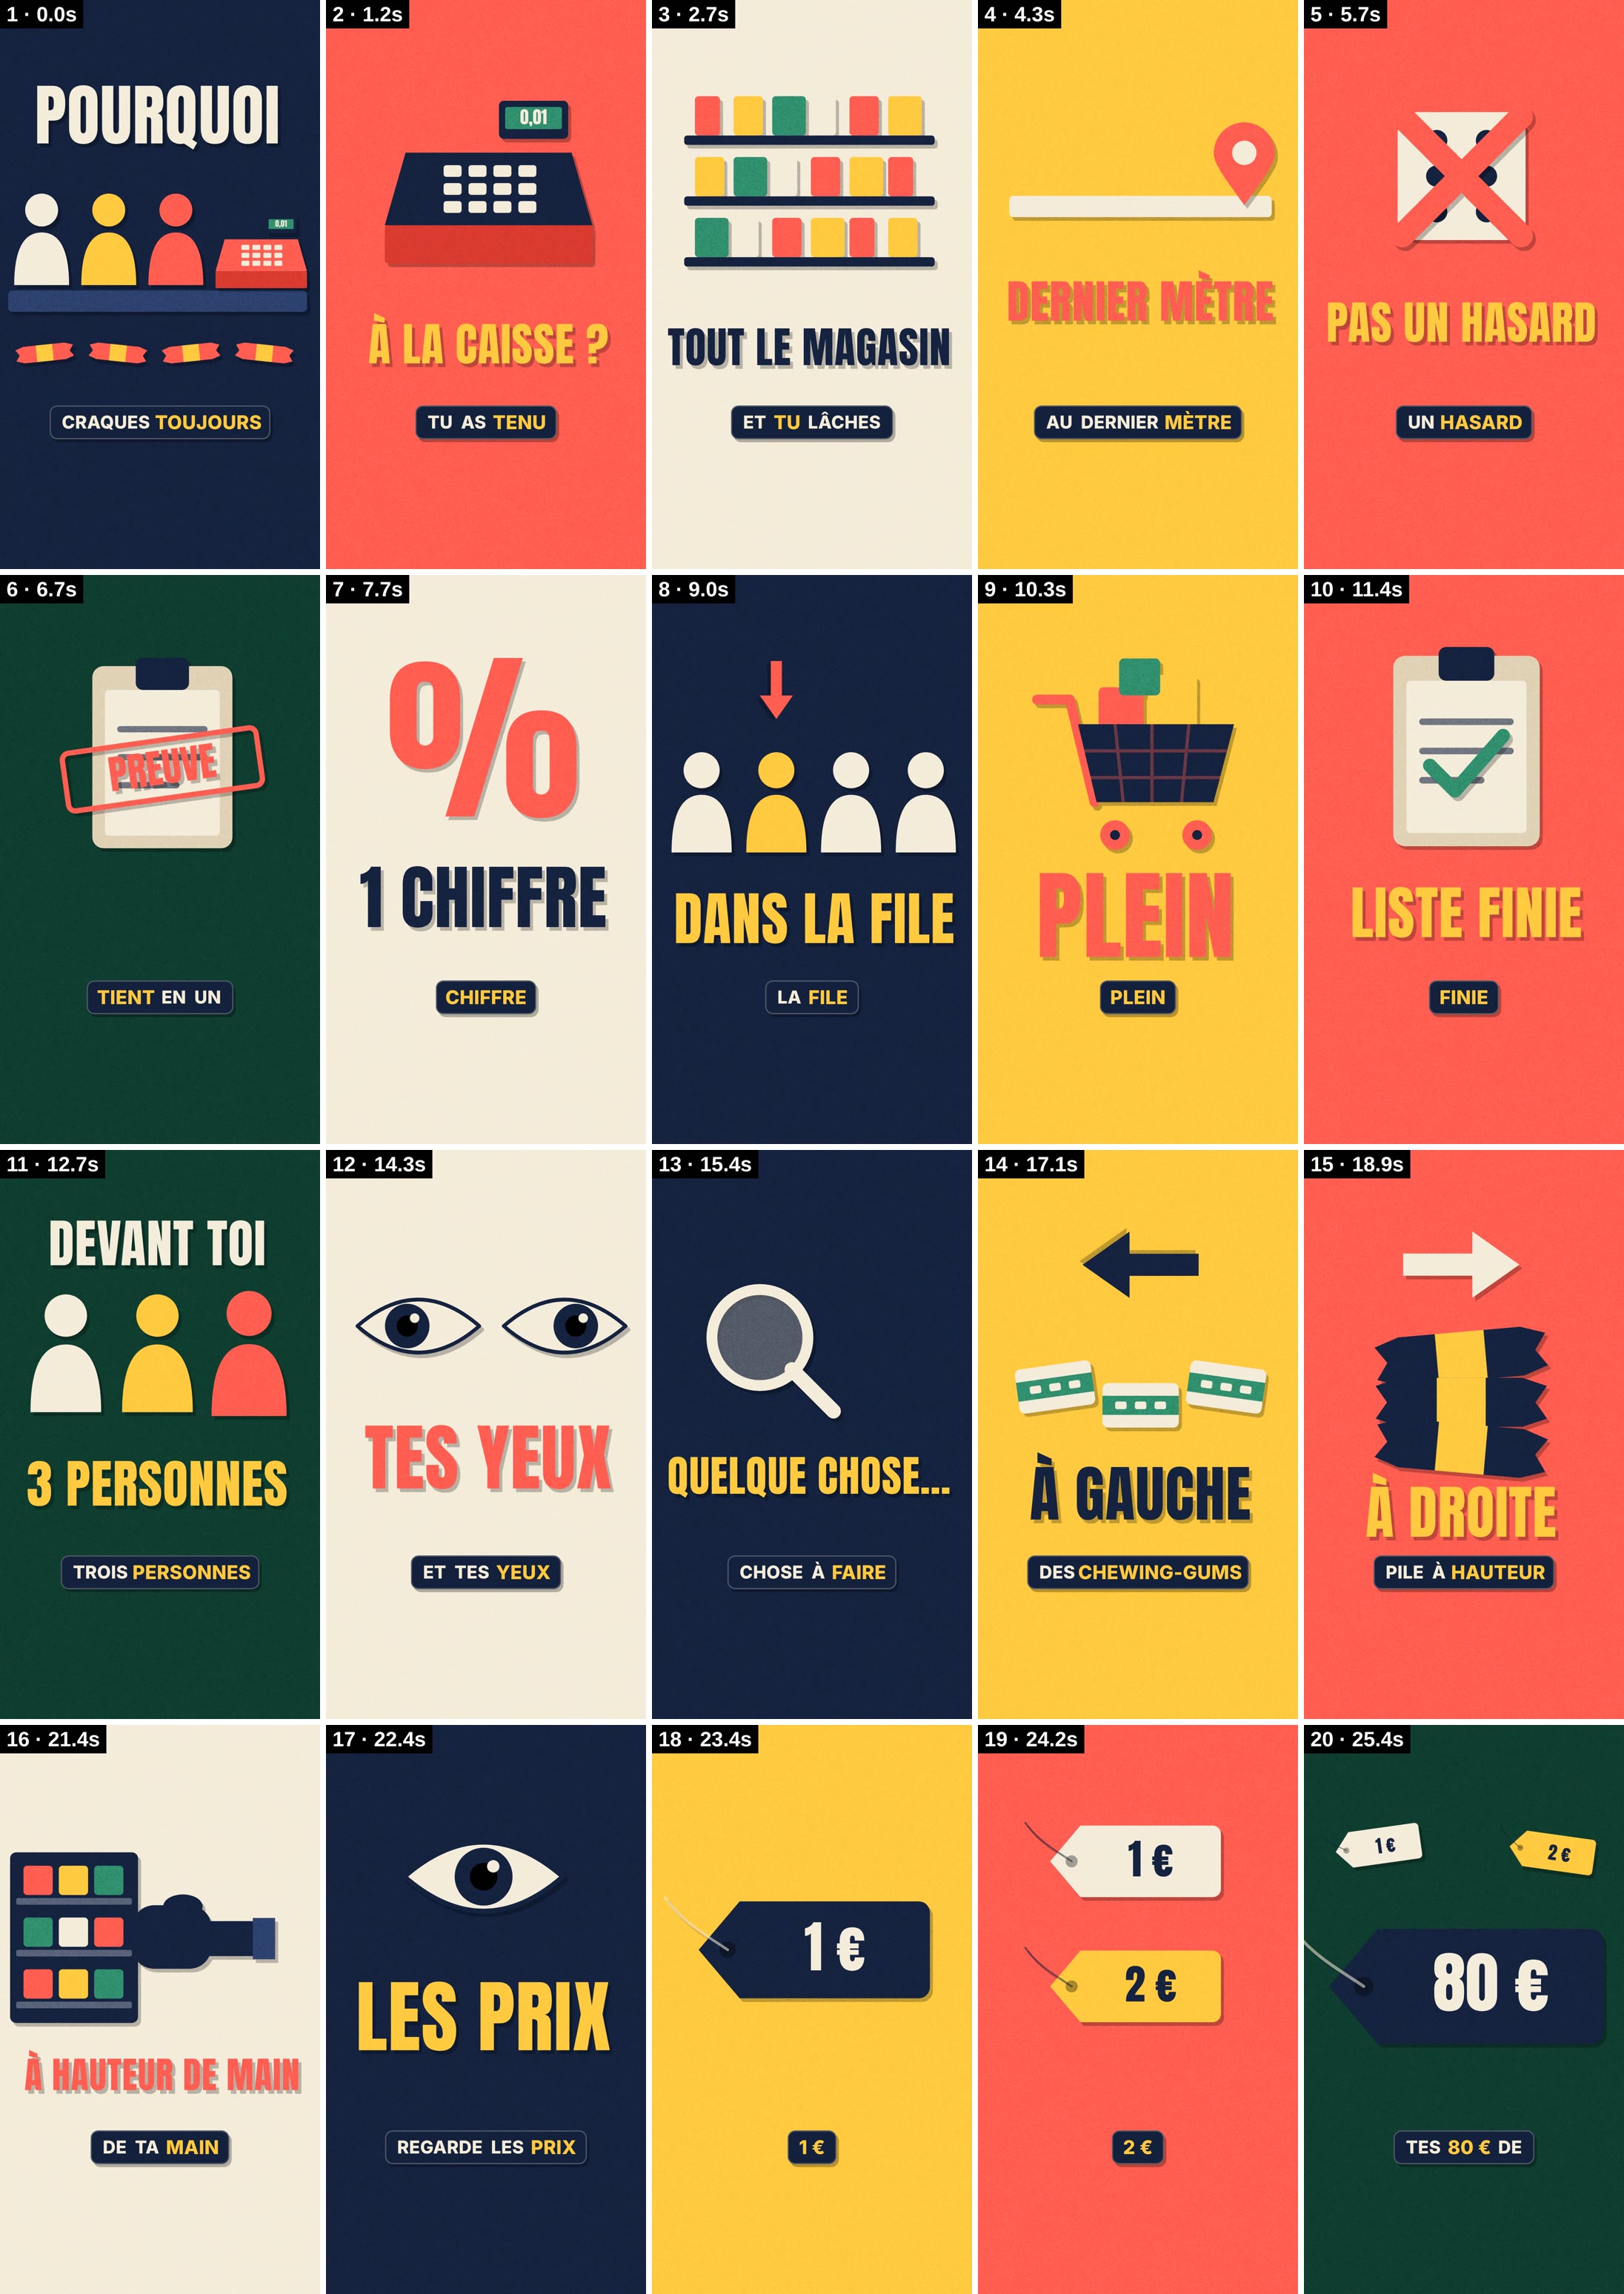 1 · 0.0s
POURQUOI
0,01
CRAQUES TOUJOURS
2 · 1.2s
0,01
À LA CAISSE ?
TU AS TENU
3 · 2.7s
TOUT LE MAGASIN
ET TU LÂCHES
4 · 4.3s
DERNIER MÈTRE
AU DERNIER MÈTRE
5 · 5.7s
PAS UN HASARD
UN HASARD
6 · 6.7s
PREUVE
TIENT EN UN
7 · 7.7s
%
1 CHIFFRE
CHIFFRE
8 · 9.0s
DANS LA FILE
LA FILE
9 · 10.3s
PLEIN
PLEIN
10 · 11.4s
LISTE FINIE
FINIE
11 · 12.7s
DEVANT TOI
3 PERSONNES
TROIS PERSONNES
12 · 14.3s
TES YEUX
ET TES YEUX
13 · 15.4s
QUELQUE CHOSE...
CHOSE À FAIRE
14 · 17.1s
À GAUCHE
DES CHEWING-GUMS
15 · 18.9s
À DROITE
PILE À HAUTEUR
16 · 21.4s
À HAUTEUR DE MAIN
DE TA MAIN
17 · 22.4s
LES PRIX
REGARDE LES PRIX
18 · 23.4s
1 €
1 €
19 · 24.2s
1 €
2 €
2 €
20 · 25.4s
1 €
2 €
80 €
TES 80 € DE